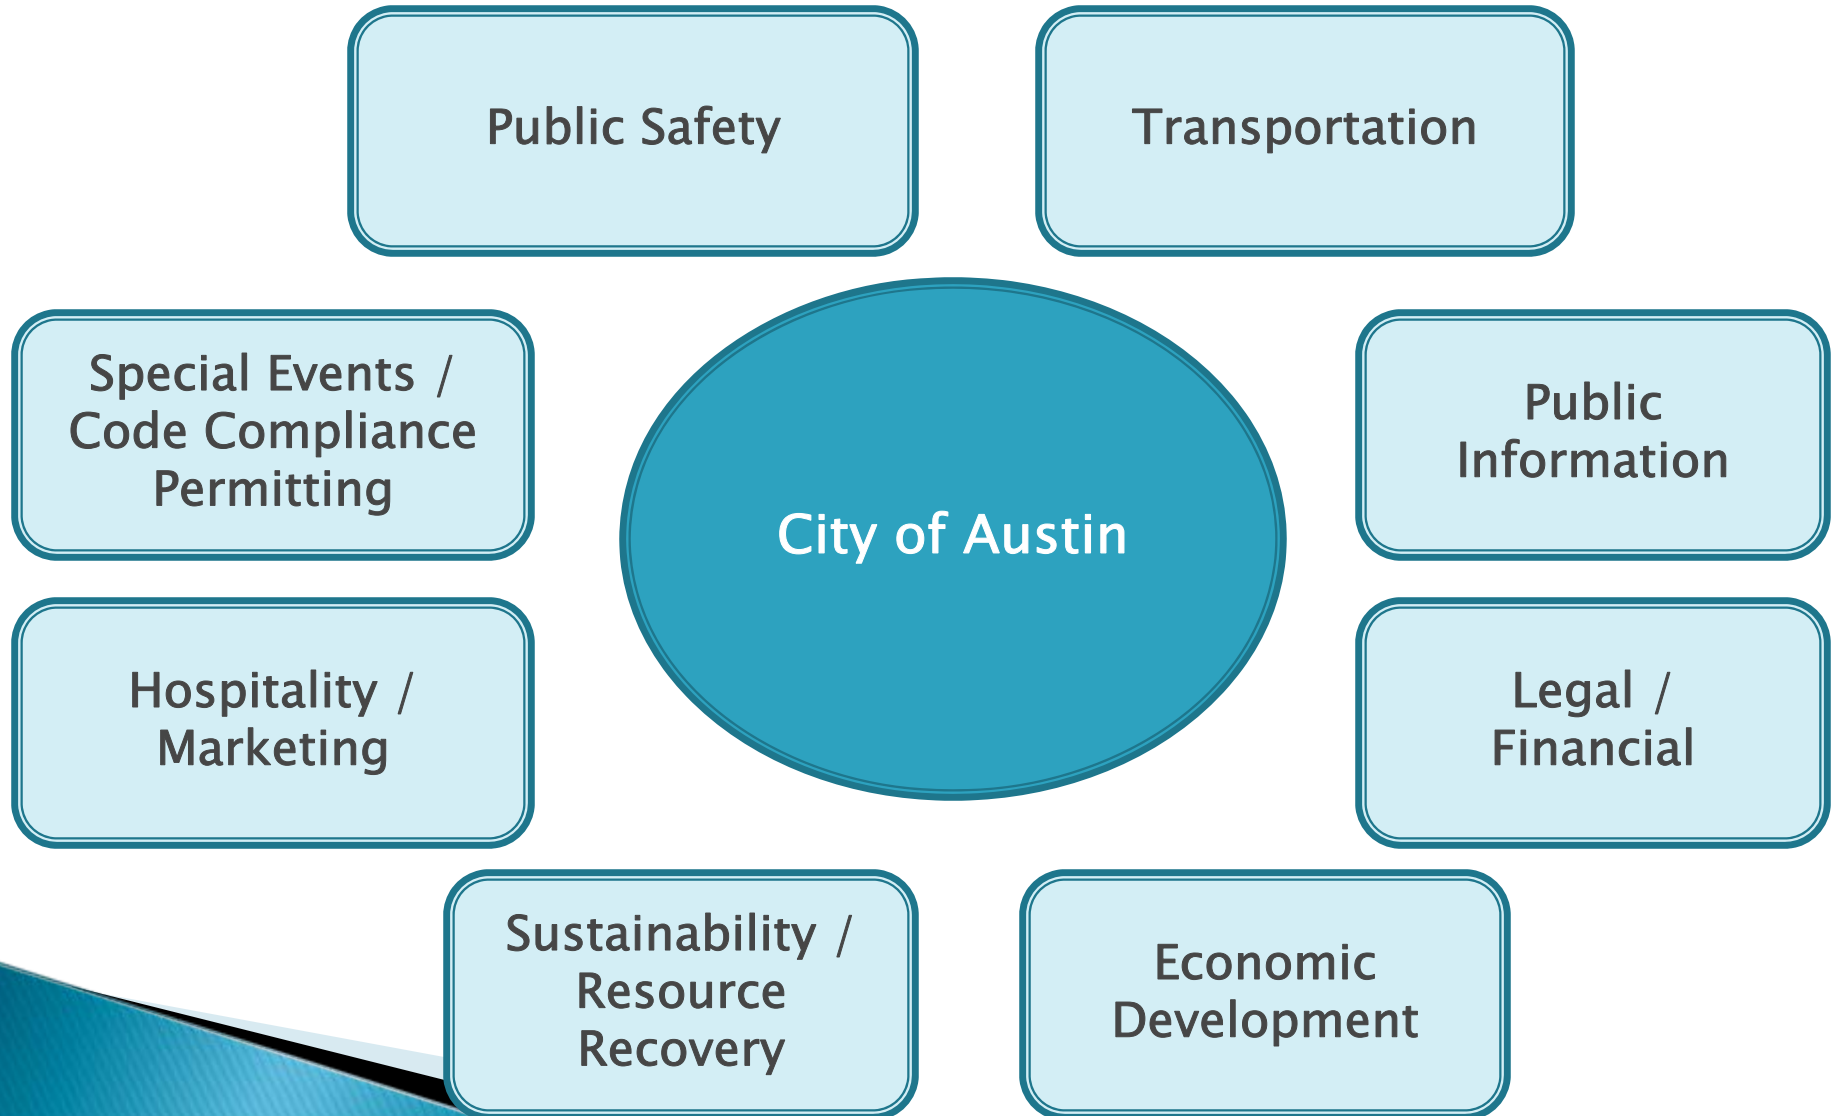 Public Safety
Transportation
Special Events /
Code Compliance
Permitting
Public
Information
City of Austin
Hospitality /
Marketing
Legal /
Financial
Sustainability /
Resource
Recovery
Economic
Development